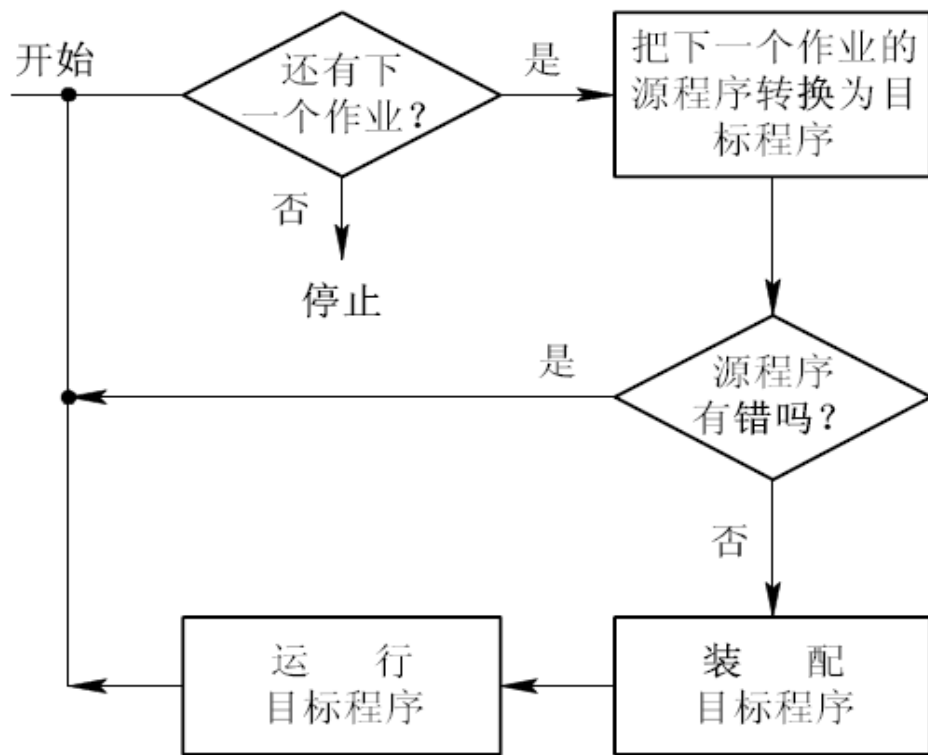 开始
还有下
一个作业?
是
把下一个作业的
源程序转换为目
标程序
否
停止
是
源程序
有错吗?
否
运 行
目标程序
装 配
目标程序